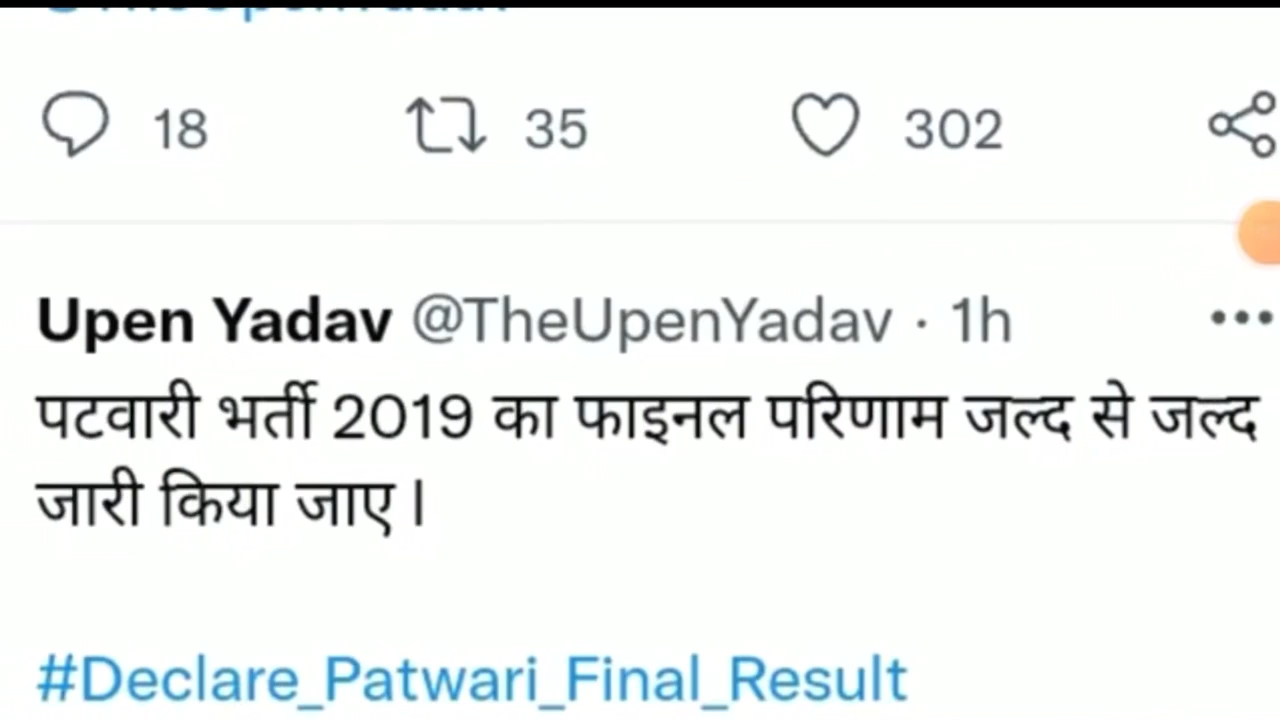 18 35 302
Upen Yadav @TheUpenYadav · 1h
पटवारी भर्ती 2019 का फाइनल परिणाम जल्द से जल्द
जारी किया जाए।
#Declare_Patwari_Final_Result